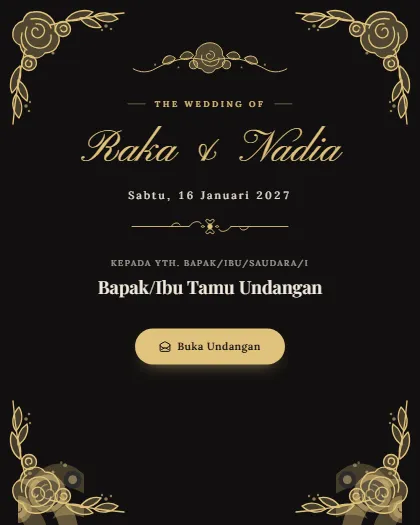 THE WEDDING OF
Raka & Nadia
Sabtu, 16 Januari 2027
KEPADA YTH. BAPAK/IBU/SAUDARA/I
Bapak/Ibu Tamu Undangan
Buka Undangan